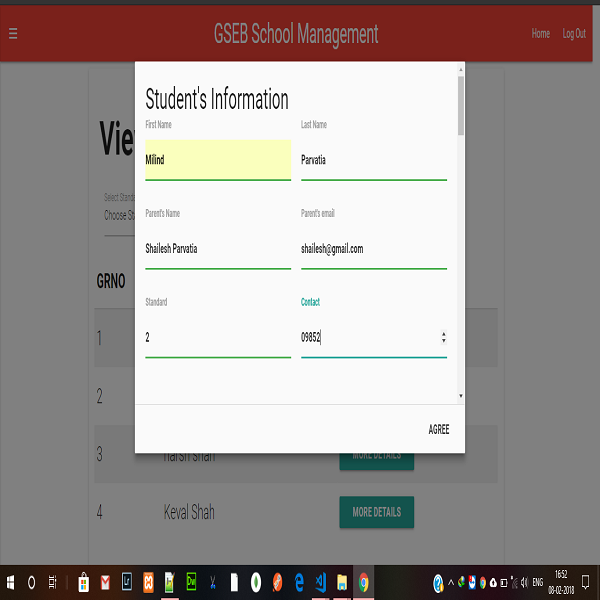 GSEB School Management
Home Log Out
Student's Information
First Name Last Name
Milind Parvatia
Parent's Name Parent's email
Shailesh Parvatia shailesh@gmail.com
Standard Contact
2 09852
AGREE
Vie
Select Standa
Choose St
GRNO
1
2
3 Harsh Shah MORE DETAILS
4 Keval Shah MORE DETAILS
ENG 16:52
08-02-2018